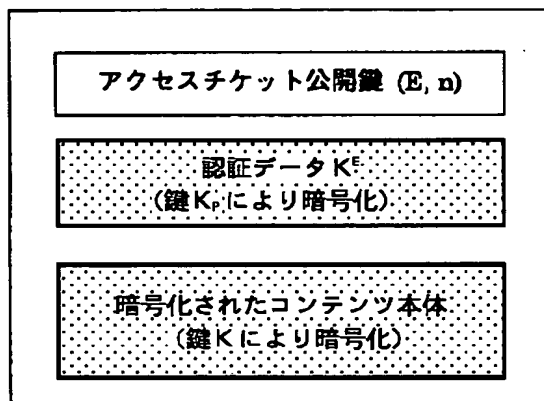 アクセスチケット公開鍵 (E, n)
認証データKᴱ
(鍵Kₚにより暗号化)
暗号化されたコンテンツ本体
(鍵Kにより暗号化)